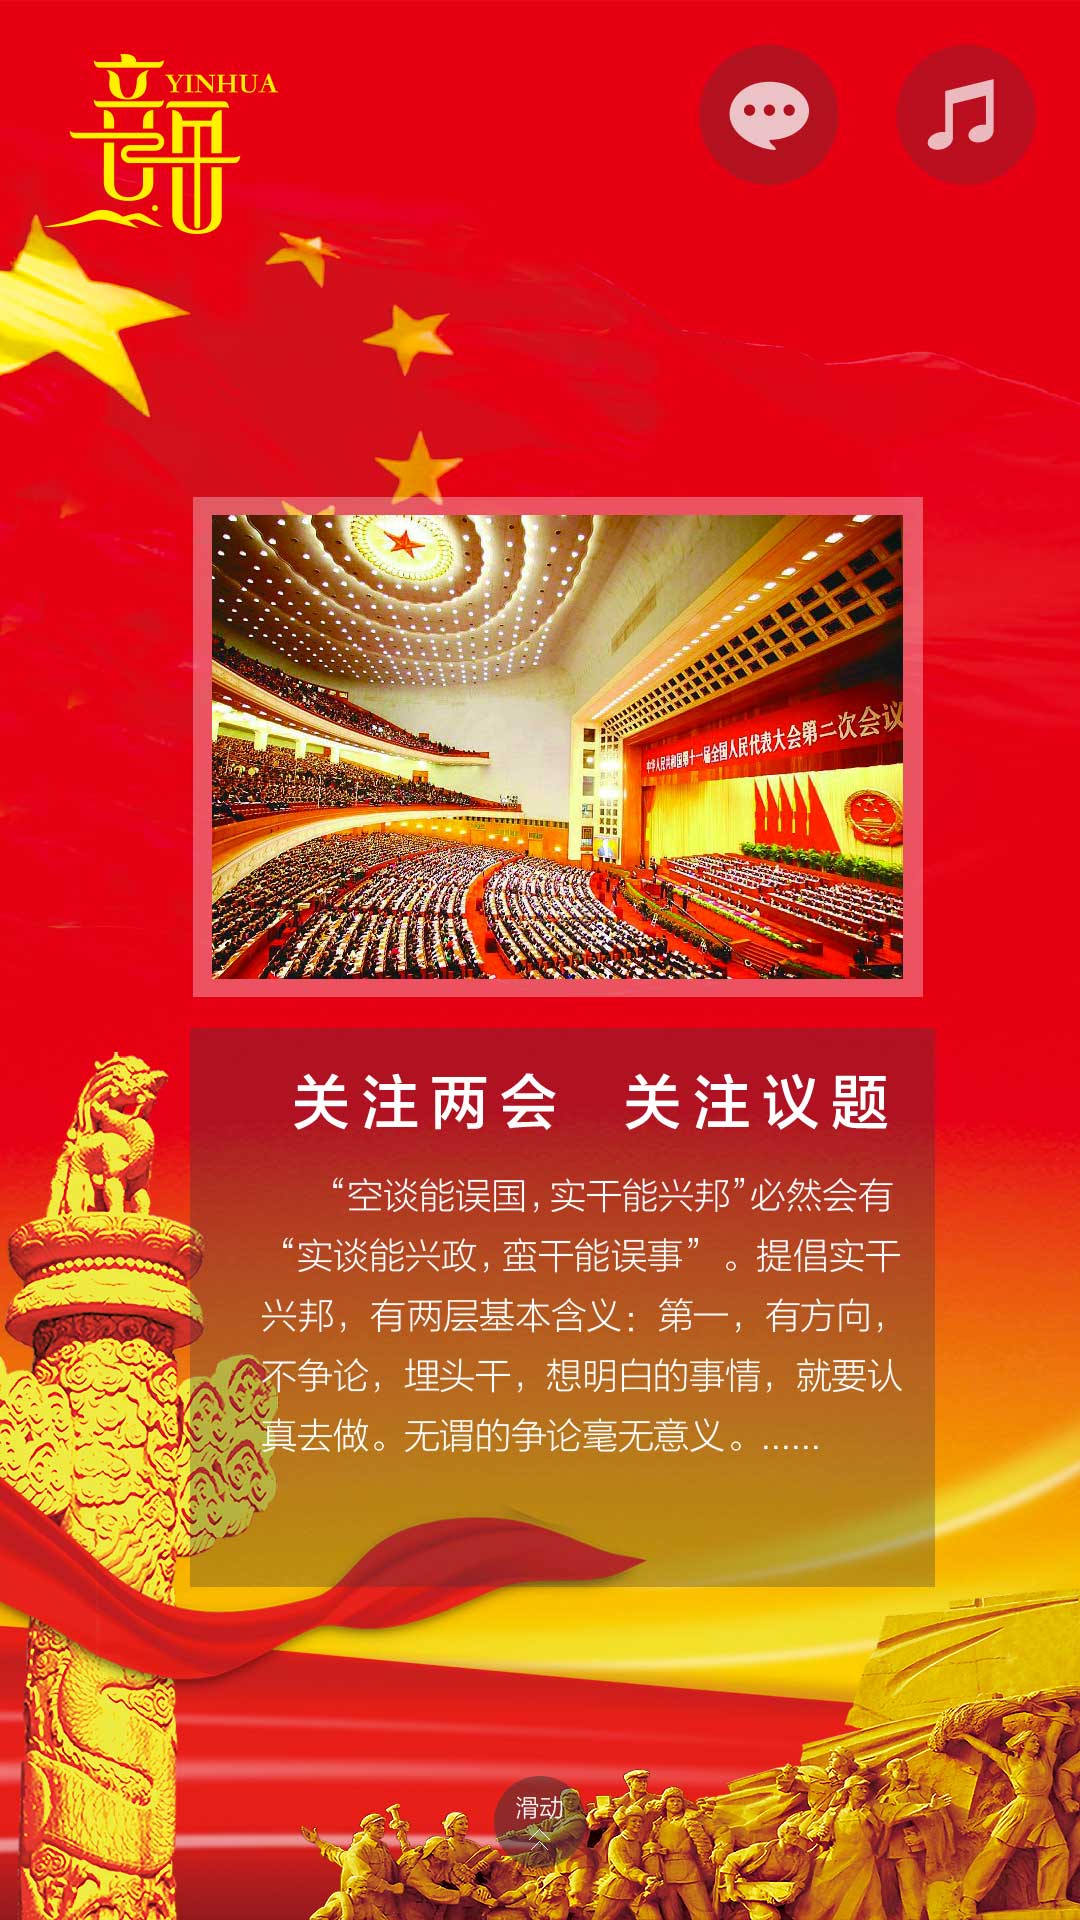 YINHUA
中华人民共和国第十一届全国人民代表大会第二次会议
关注两会 关注议题
“空谈能误国，实干能兴邦”必然会有
“实谈能兴政，蛮干能误事”。提倡实干
兴邦，有两层基本含义：第一，有方向，
不争论，埋头干，想明白的事情，就要认
真去做。无谓的争论毫无意义。......
滑动